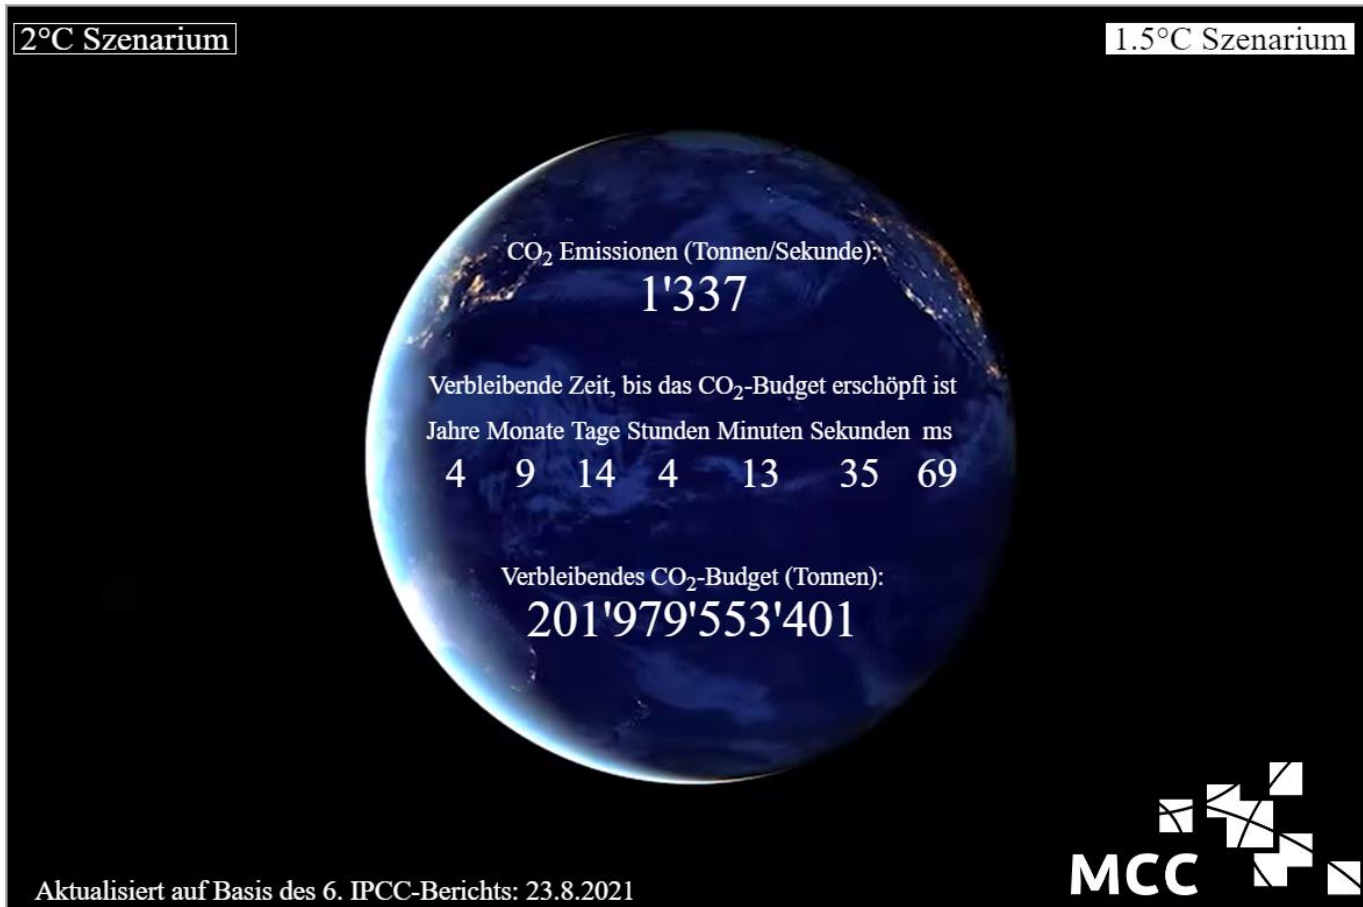 2°C Szenarium
1.5°C Szenarium
CO₂ Emissionen (Tonnen/Sekunde):
1'337
Verbleibende Zeit, bis das CO₂-Budget erschöpft ist
Jahre Monate Tage Stunden Minuten Sekunden ms
4 9 14 4 13 35 69
Verbleibendes CO₂-Budget (Tonnen):
201'979'553'401
Aktualisiert auf Basis des 6. IPCC-Berichts: 23.8.2021
MCC